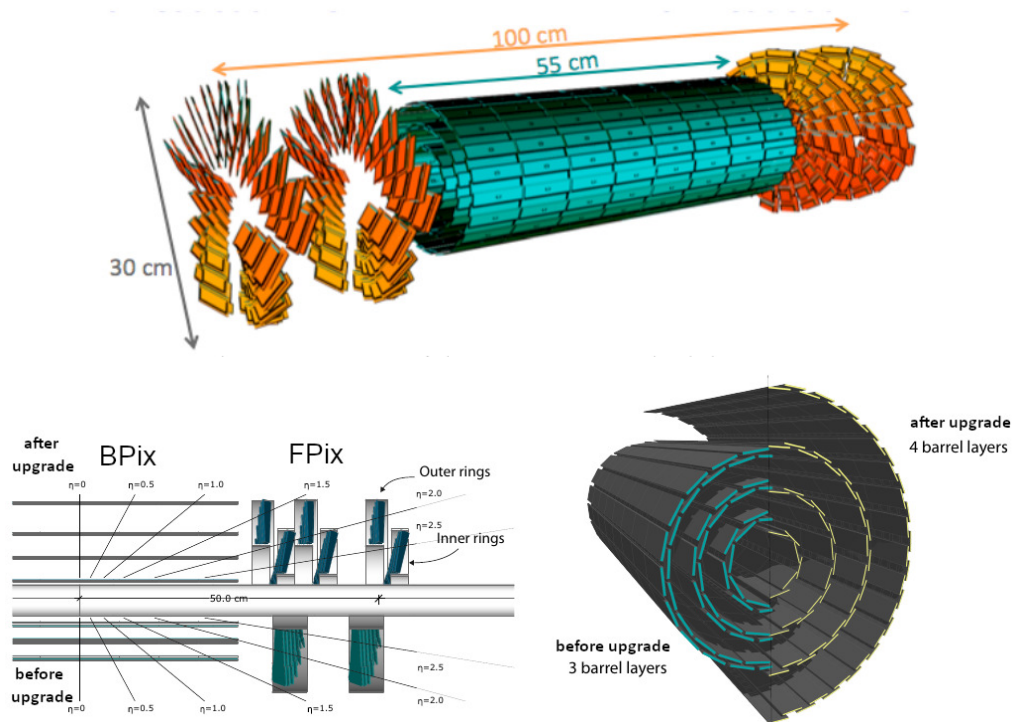 100 cm
55 cm
30 cm
after
upgrade
BPix
FPix
η=0
η=0.5
η=1.0
η=1.5
Outer rings
η=2.0
η=2.5
Inner rings
50.0 cm
before
upgrade
η=0
η=0.5
η=1.0
η=1.5
η=2.0
η=2.5
after upgrade
4 barrel layers
before upgrade
3 barrel layers